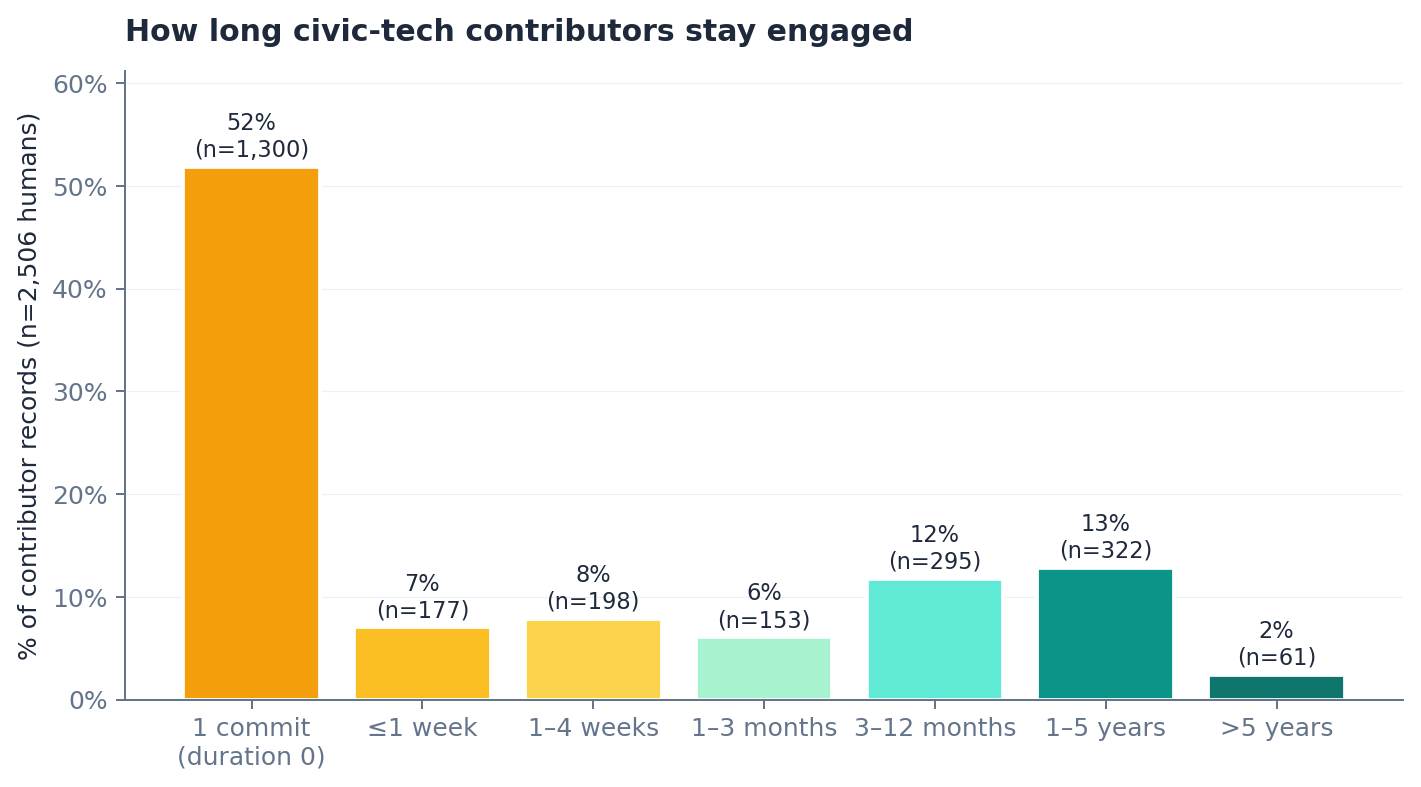 How long civic-tech contributors stay engaged
% of contributor records (n=2,506 humans)
60%
50%
40%
30%
20%
10%
0%
52%
(n=1,300)
7%
(n=177)
8%
(n=198)
6%
(n=153)
12%
(n=295)
13%
(n=322)
2%
(n=61)
1 commit
(duration 0)
≤1 week
1–4 weeks
1–3 months
3–12 months
1–5 years
>5 years